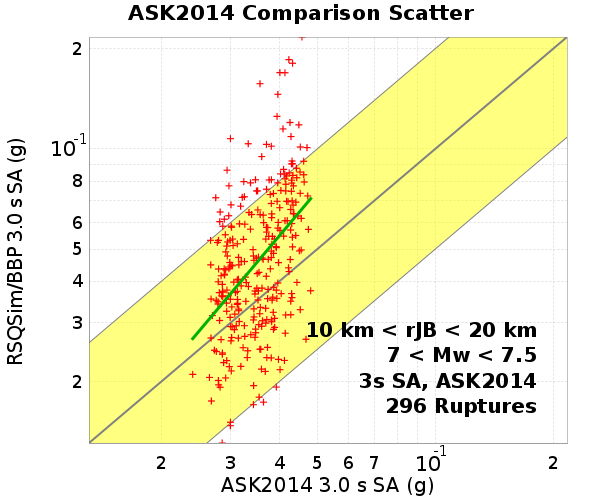 ASK2014 Comparison Scatter
RSQSim/BBP 3.0 s SA (g)
2
10-1
8
6
5
4
3
2
10 km < rJB < 20 km
7 < Mw < 7.5
3s SA, ASK2014
296 Ruptures
2 3 4 5 6 7 10-1 2
ASK2014 3.0 s SA (g)